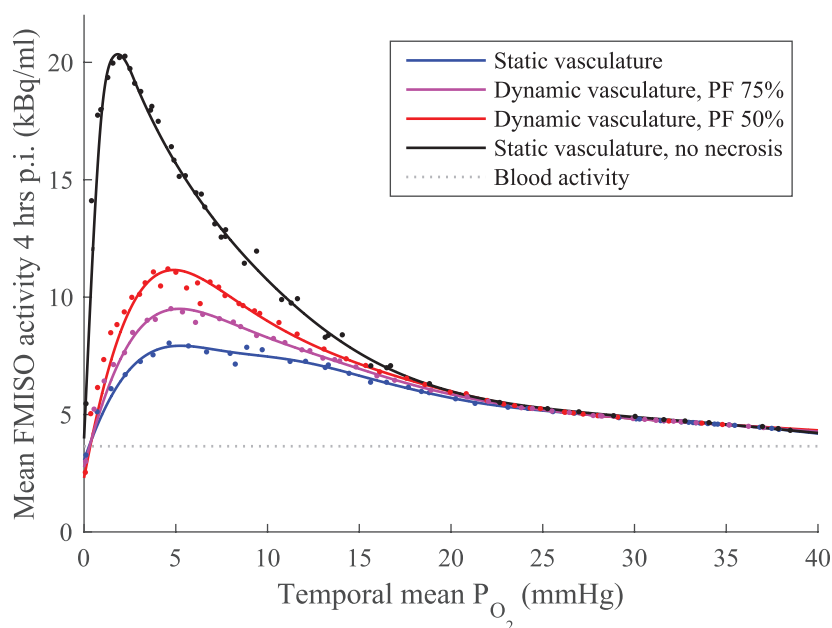 Mean FMISO activity 4 hrs p.i. (kBq/ml)
20
15
10
5
0
Static vasculature
Dynamic vasculature, PF 75%
Dynamic vasculature, PF 50%
Static vasculature, no necrosis
Blood activity
0 5 10 15 20 25 30 35 40
Temporal mean P_O_2 (mmHg)